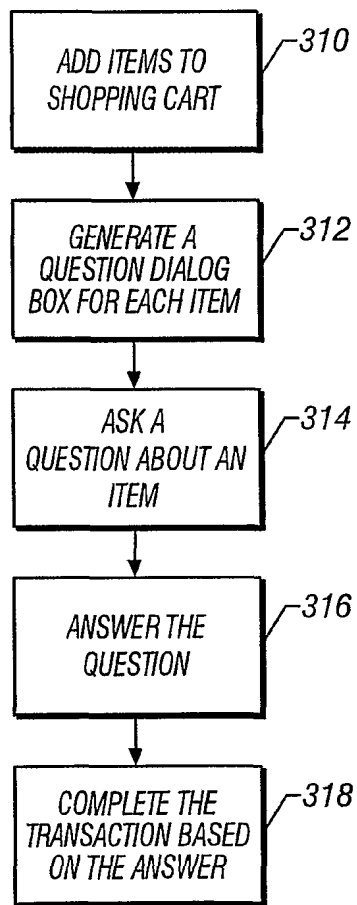 310
ADD ITEMS TO
SHOPPING CART
312
GENERATE A
QUESTION DIALOG
BOX FOR EACH ITEM
314
ASK A
QUESTION ABOUT AN
ITEM
316
ANSWER THE
QUESTION
318
COMPLETE THE
TRANSACTION BASED
ON THE ANSWER